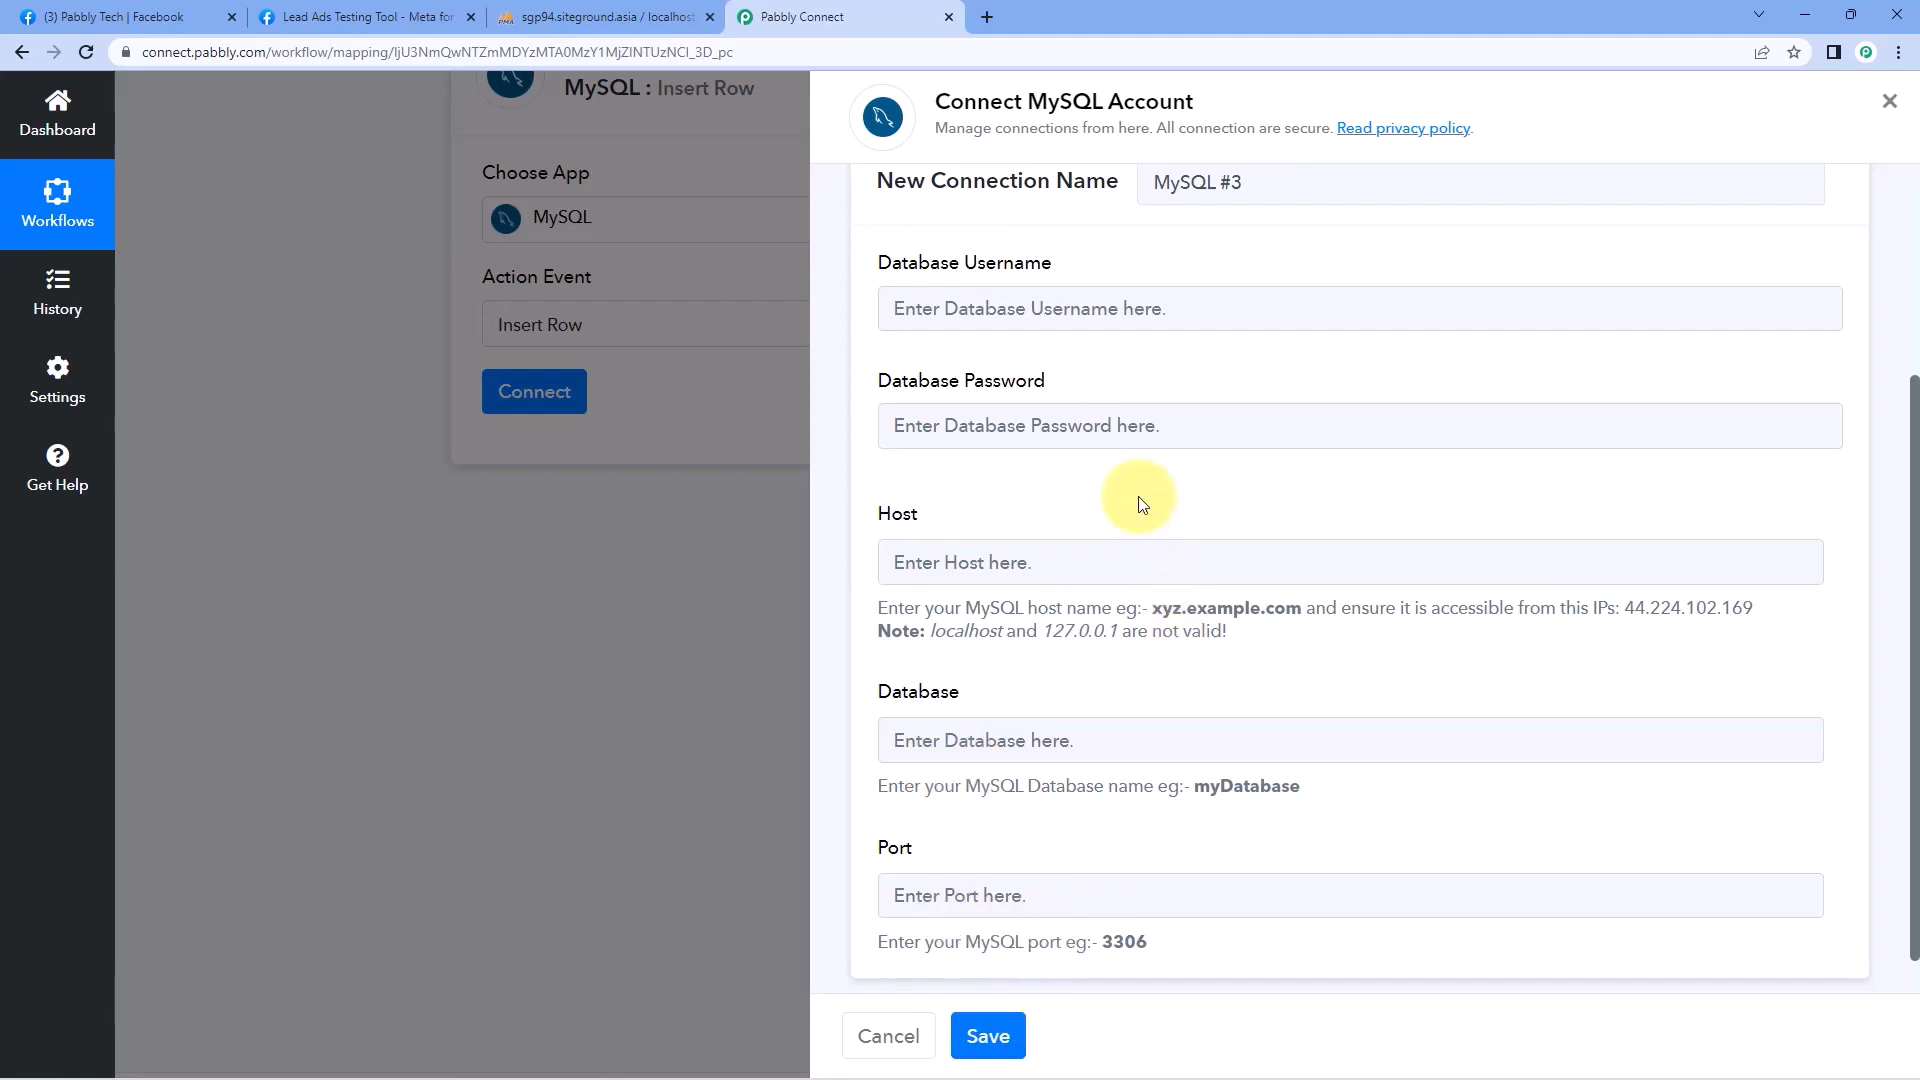 (3) Pabbly Tech | Facebook
Lead Ads Testing Tool - Meta for
sgp94.siteground.asia / localhost
Pabbly Connect
connect.pabbly.com/workflow/mapping/IjU3NmQwNTZmMDYzMTA0MzY1MjZlNTUzNCI_3D_pc
Dashboard
Workflows
History
Settings
Get Help
MySQL : Insert Row
Choose App
MySQL
Action Event
Insert Row
Connect
Connect MySQL Account
Manage connections from here. All connection are secure. Read privacy policy.
New Connection Name
MySQL #3
Database Username
Enter Database Username here.
Database Password
Enter Database Password here.
Host
Enter Host here.
Enter your MySQL host name eg:- xyz.example.com and ensure it is accessible from this IPs: 44.224.102.169
Note: localhost and 127.0.0.1 are not valid!
Database
Enter Database here.
Enter your MySQL Database name eg:- myDatabase
Port
Enter Port here.
Enter your MySQL port eg:- 3306
Cancel
Save